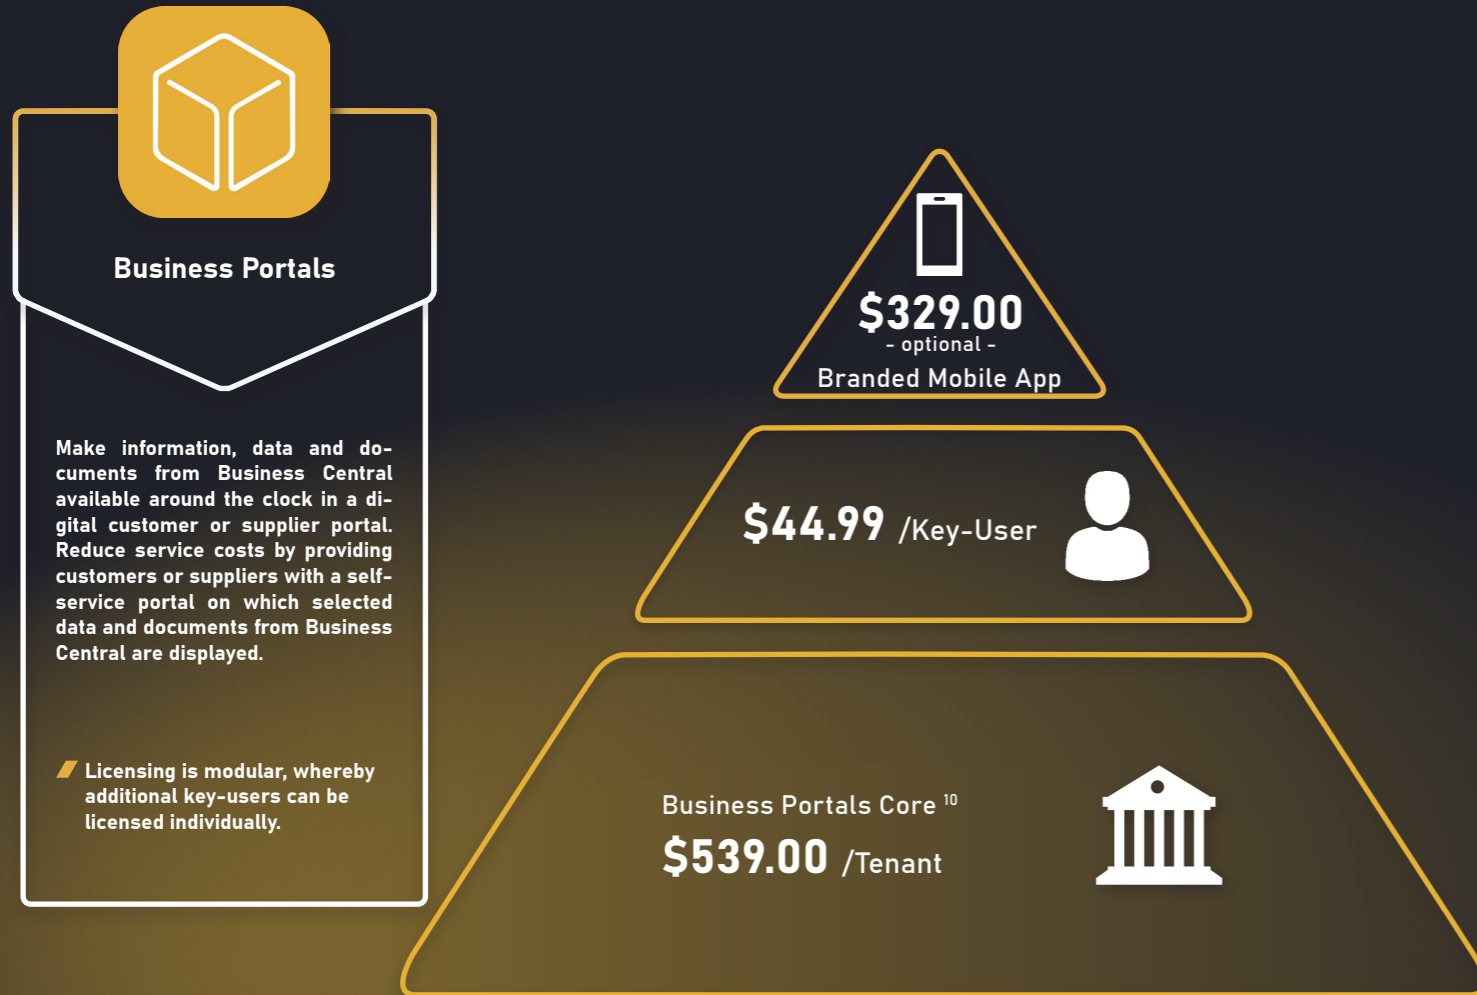 Business Portals
Make information, data and do-
cuments from Business Central
available around the clock in a di-
gital customer or supplier portal.
Reduce service costs by providing
customers or suppliers with a self-
service portal on which selected
data and documents from Business
Central are displayed.
Licensing is modular, whereby
additional key-users can be
licensed individually.
$329.00
- optional -
Branded Mobile App
$44.99 /Key-User
Business Portals Core 10
$539.00 /Tenant